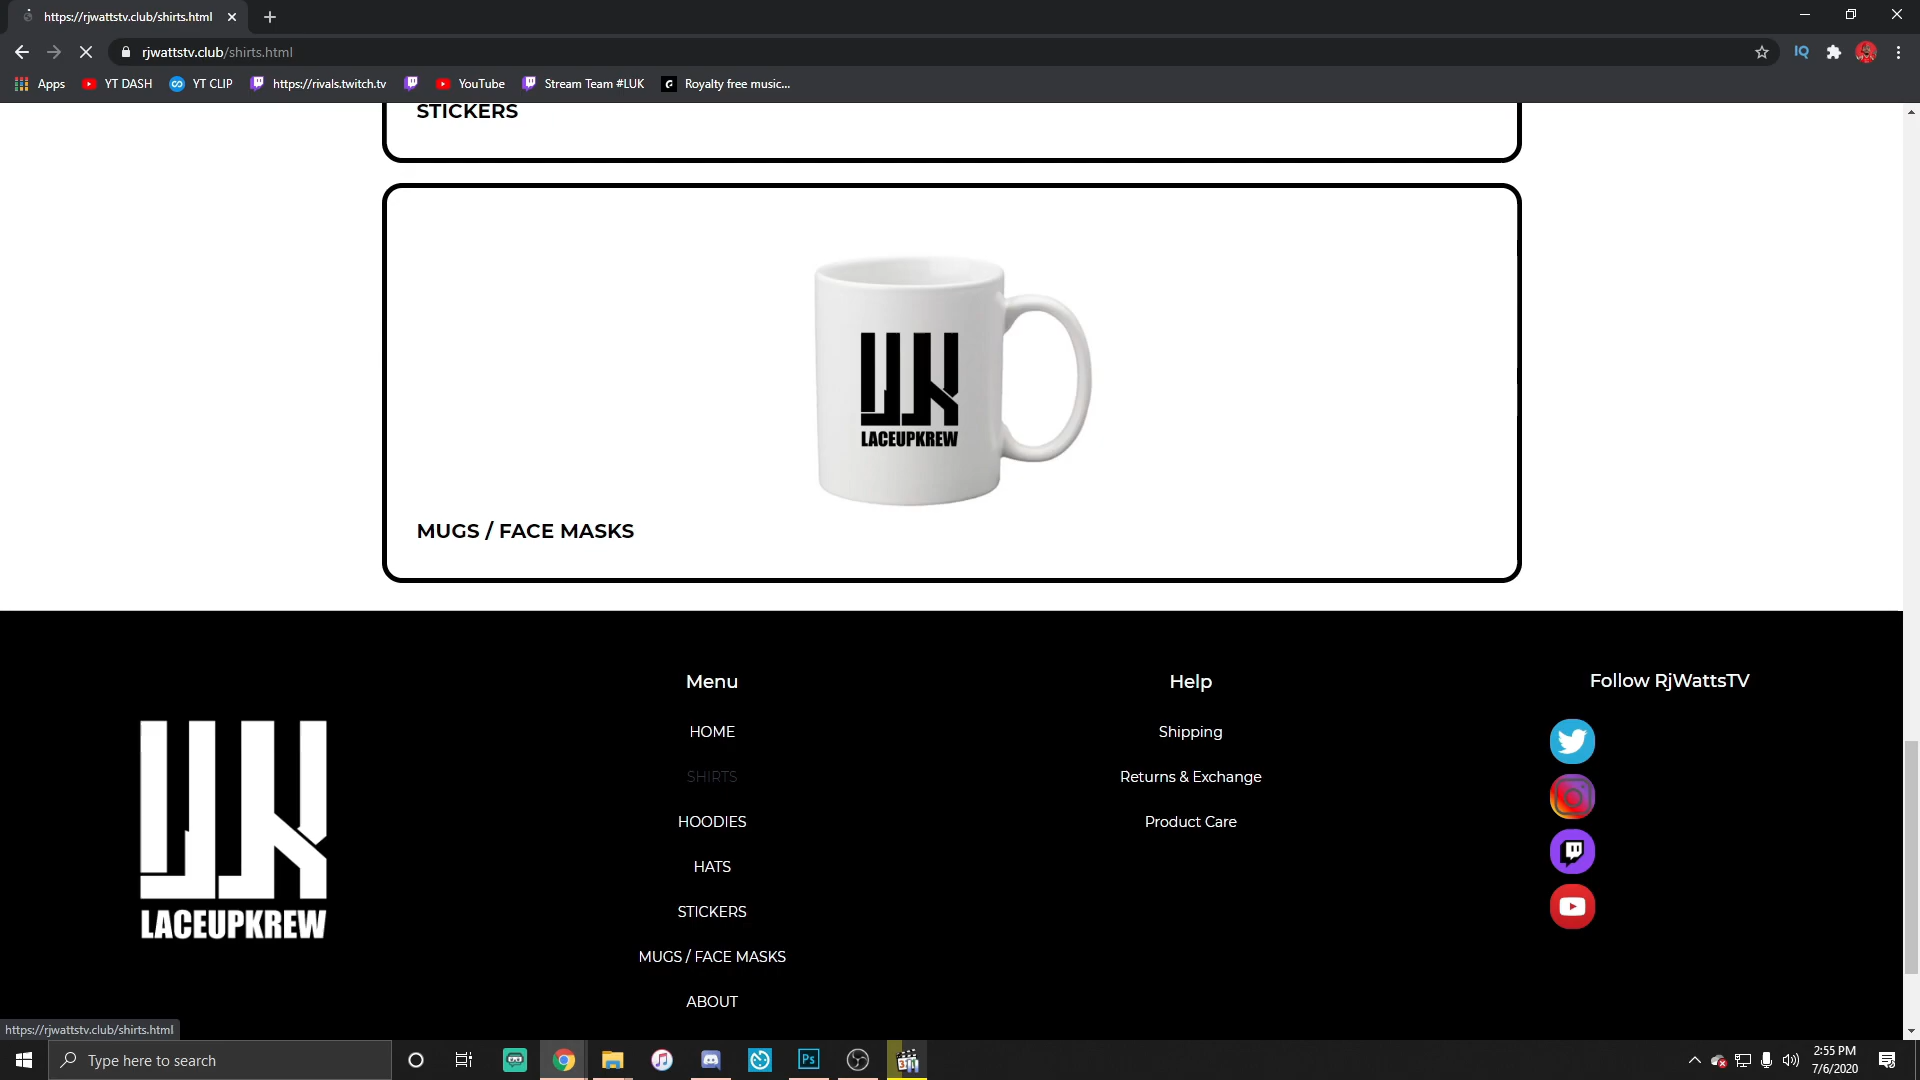 https://rjwattstv.club/shirts.html
rjwattstv.club/shirts.html
IQ
Apps YT DASH YT CLIP https://rivals.twitch.tv YouTube Stream Team #LUK Royalty free music...
STICKERS
LACEUPKREW
MUGS / FACE MASKS
Menu
HOME
SHIRTS
HOODIES
HATS
STICKERS
MUGS / FACE MASKS
ABOUT
Help
Shipping
Returns & Exchange
Product Care
Follow RjWattsTV
LACEUPKREW
https://rjwattstv.club/shirts.html
Type here to search
Ps
2:55 PM
7/6/2020